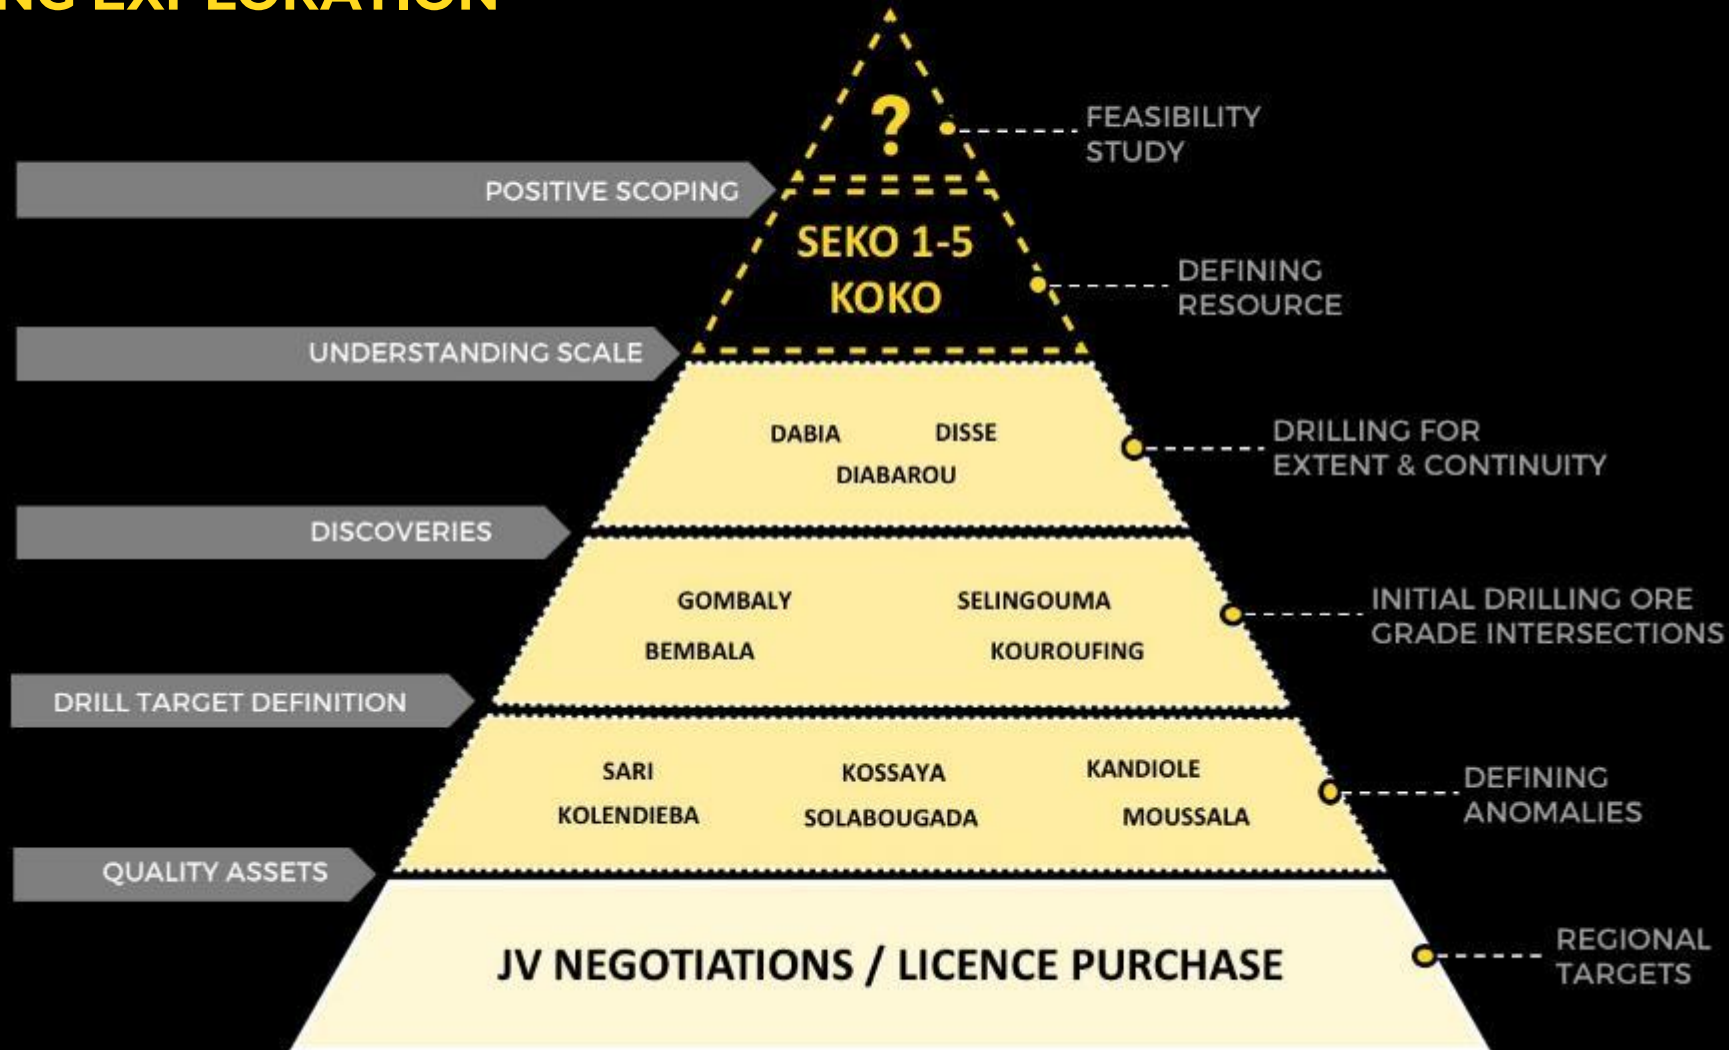 NG EXPLORATION
?
FEASIBILITY
STUDY
POSITIVE SCOPING
SEKO 1-5
KOKO
DEFINING
RESOURCE
UNDERSTANDING SCALE
DABIA DISSE
DIABAROU
DRILLING FOR
EXTENT & CONTINUITY
DISCOVERIES
GOMBALY SELINGOUMA
BEMBALA KOUROUFING
INITIAL DRILLING ORE
GRADE INTERSECTIONS
DRILL TARGET DEFINITION
SARI KOSSAYA KANDIOLE
KOLENDIEBA SOLABOUGADA MOUSSALA
DEFINING
ANOMALIES
QUALITY ASSETS
JV NEGOTIATIONS / LICENCE PURCHASE
REGIONAL
TARGETS